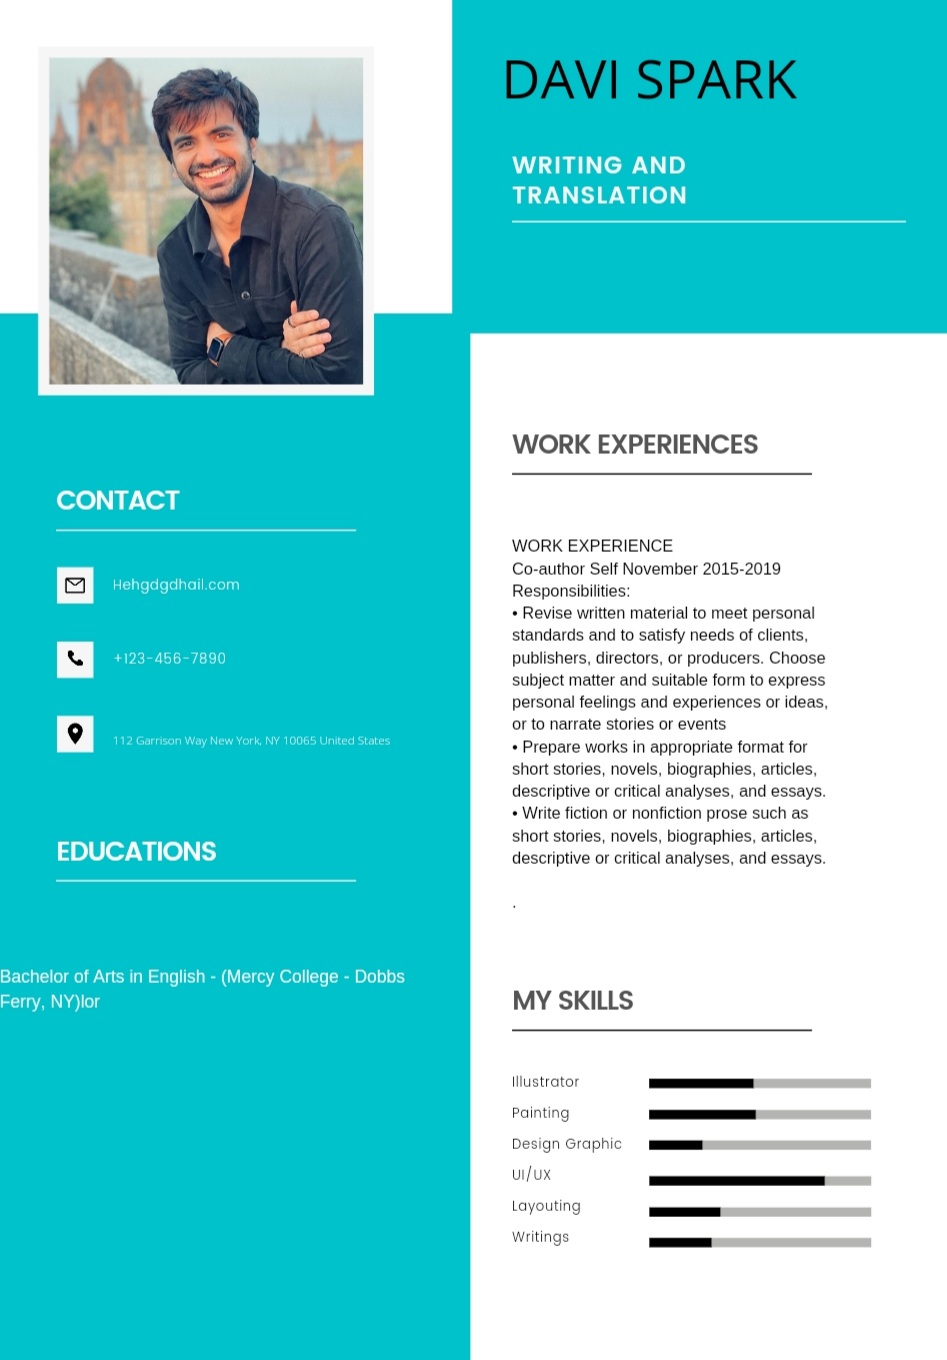 DAVI SPARK
WRITING AND
TRANSLATION
CONTACT
Hehgdgdhail.com
+123-456-7890
112 Garrison Way New York, NY 10065 United States
EDUCATIONS
Bachelor of Arts in English - (Mercy College - Dobbs
Ferry, NY)lor
WORK EXPERIENCES
WORK EXPERIENCE
Co-author Self November 2015-2019
Responsibilities:
• Revise written material to meet personal
standards and to satisfy needs of clients,
publishers, directors, or producers. Choose
subject matter and suitable form to express
personal feelings and experiences or ideas,
or to narrate stories or events
• Prepare works in appropriate format for
short stories, novels, biographies, articles,
descriptive or critical analyses, and essays.
• Write fiction or nonfiction prose such as
short stories, novels, biographies, articles,
descriptive or critical analyses, and essays.
.
MY SKILLS
Illustrator
Painting
Design Graphic
UI/UX
Layouting
Writings